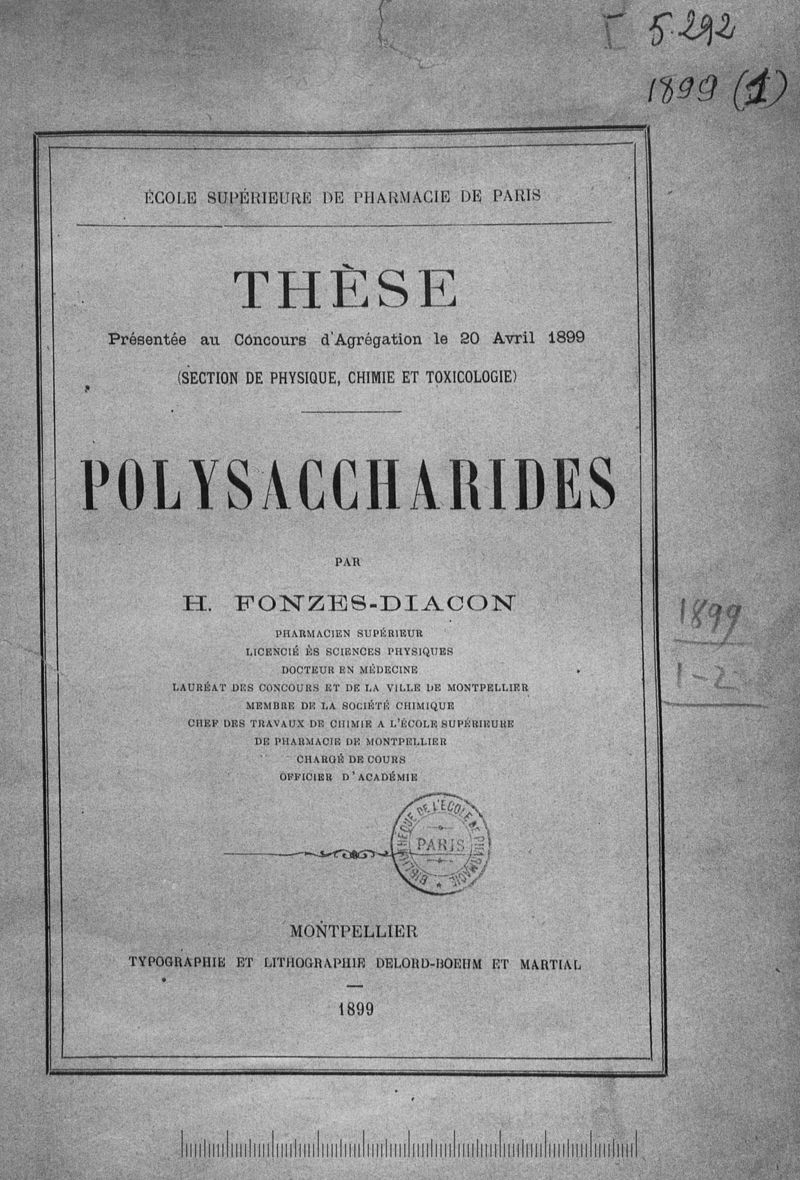 5.292
1899 (1)
ÉCOLE SUPÉRIEURE DE PHARMACIE DE PARIS
THÈSE
Présentée au Concours d'Agrégation le 20 Avril 1899
(SECTION DE PHYSIQUE, CHIMIE ET TOXICOLOGIE)
POLYSACCHARIDES
PAR
H. FONZES-DIACON
PHARMACIEN SUPÉRIEUR
LICENCIÉ ÈS SCIENCES PHYSIQUES
DOCTEUR EN MÉDECINE
LAURÉAT DES CONCOURS ET DE LA VILLE DE MONTPELLIER
MEMBRE DE LA SOCIÉTÉ CHIMIQUE
CHEF DES TRAVAUX DE CHIMIE A L'ÉCOLE SUPÉRIEURE
DE PHARMACIE DE MONTPELLIER
CHARGÉ DE COURS
OFFICIER D'ACADÉMIE
1899
1-2
BIBLIOTHÈQUE DE L'ÉCOLE DE PHARMACIE
PARIS
MONTPELLIER
TYPOGRAPHIE ET LITHOGRAPHIE DELORD-BOEHM ET MARTIAL
1899